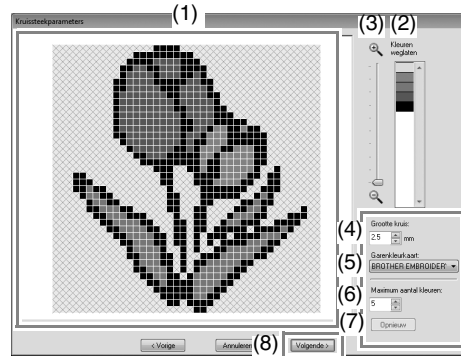 (1)
Kruissteekparameters
(3) (2)
Kleuren
weglaten
(4) Grootte kruis:
2.5 mm
(5) Garenkleurkaart:
BROTHER EMBROIDERY
(6) Maximum aantal kleuren:
5
(7) Opnieuw
< Vorige Annuleren (8) Volgende >